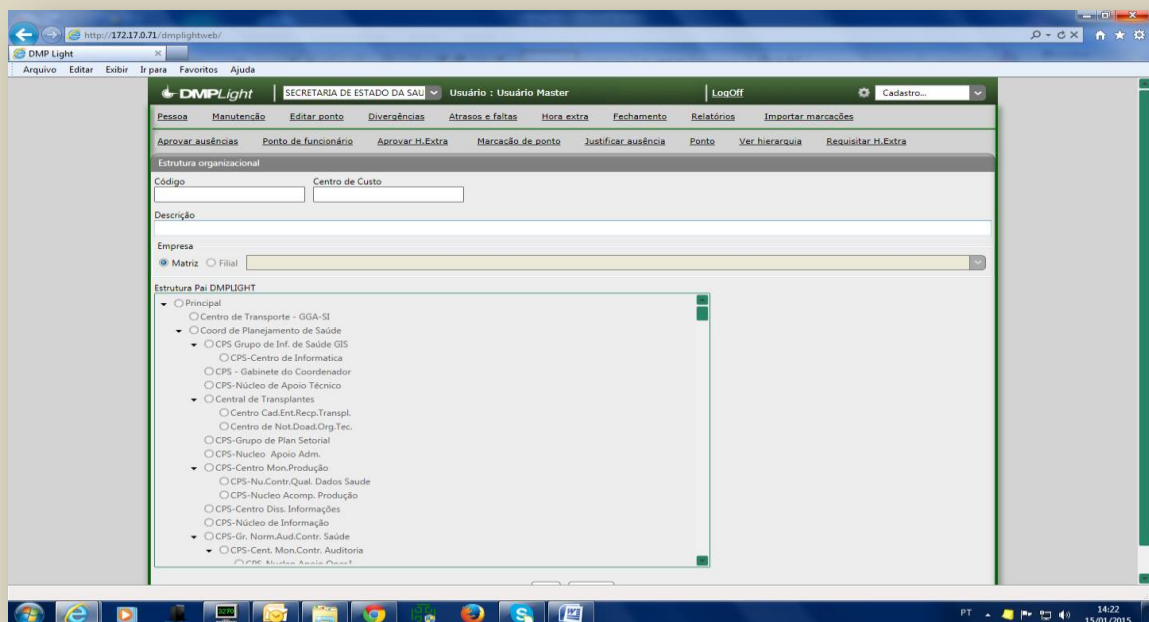 http://172.17.0.71/dmplightweb/
DMP Light
Arquivo Editar Exibir Ir para Favoritos Ajuda
DMPLight SECRETARIA DE ESTADO DA SAU Usuário : Usuário Master LogOff Cadastro...
Pessoa Manutenção Editar ponto Divergências Atrasos e faltas Hora extra Fechamento Relatórios Importar marcações
Aprovar ausências Ponto de funcionário Aprovar H.Extra Marcação de ponto Justificar ausência Ponto Ver hierarquia Requisitar H.Extra
Estrutura organizacional
Código Centro de Custo
Descrição
Empresa
Matriz Filial
Estrutura Pai DMPLIGHT
Principal
Centro de Transporte - GGA-SI
Coord de Planejamento de Saúde
CPS Grupo de Inf. de Saúde GIS
CPS-Centro de Informatica
CPS - Gabinete do Coordenador
CPS-Núcleo de Apoio Técnico
Central de Transplantes
Centro Cad.Ent.Recp.Transpl.
Centro de Not.Doad.Org.Tec.
CPS-Grupo de Plan Setorial
CPS-Nucleo Apoio Adm.
CPS-Centro Mon.Produção
CPS-Nu.Contr.Qual. Dados Saude
CPS-Nucleo Acomp. Produção
CPS-Centro Diss. Informações
CPS-Núcleo de Informação
CPS-Gr. Norm.Aud.Contr. Saúde
CPS-Cent. Mon.Contr. Auditoria
CPS-Nucleo Apoio
3270
PT 14:22
15/01/2015